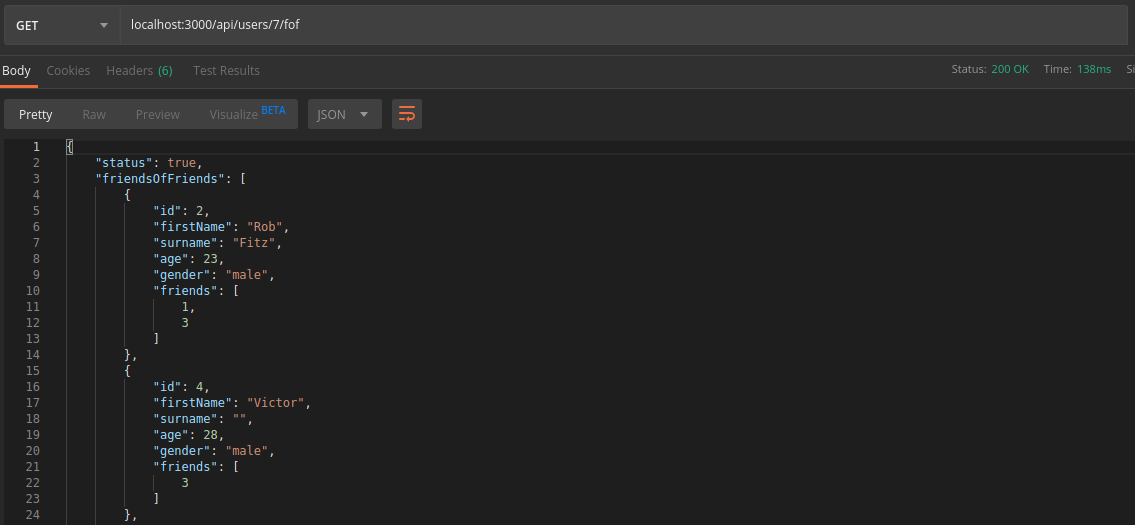 GET localhost:3000/api/users/7/fof
Body Cookies Headers (6) Test Results Status: 200 OK Time: 138ms Si
Pretty Raw Preview Visualize BETA JSON
1 {
2 "status": true,
3 "friendsOfFriends": [
4 {
5 "id": 2,
6 "firstName": "Rob",
7 "surname": "Fitz",
8 "age": 23,
9 "gender": "male",
10 "friends": [
11 1,
12 3
13 ]
14 },
15 {
16 "id": 4,
17 "firstName": "Victor",
18 "surname": "",
19 "age": 28,
20 "gender": "male",
21 "friends": [
22 3
23 ]
24 },